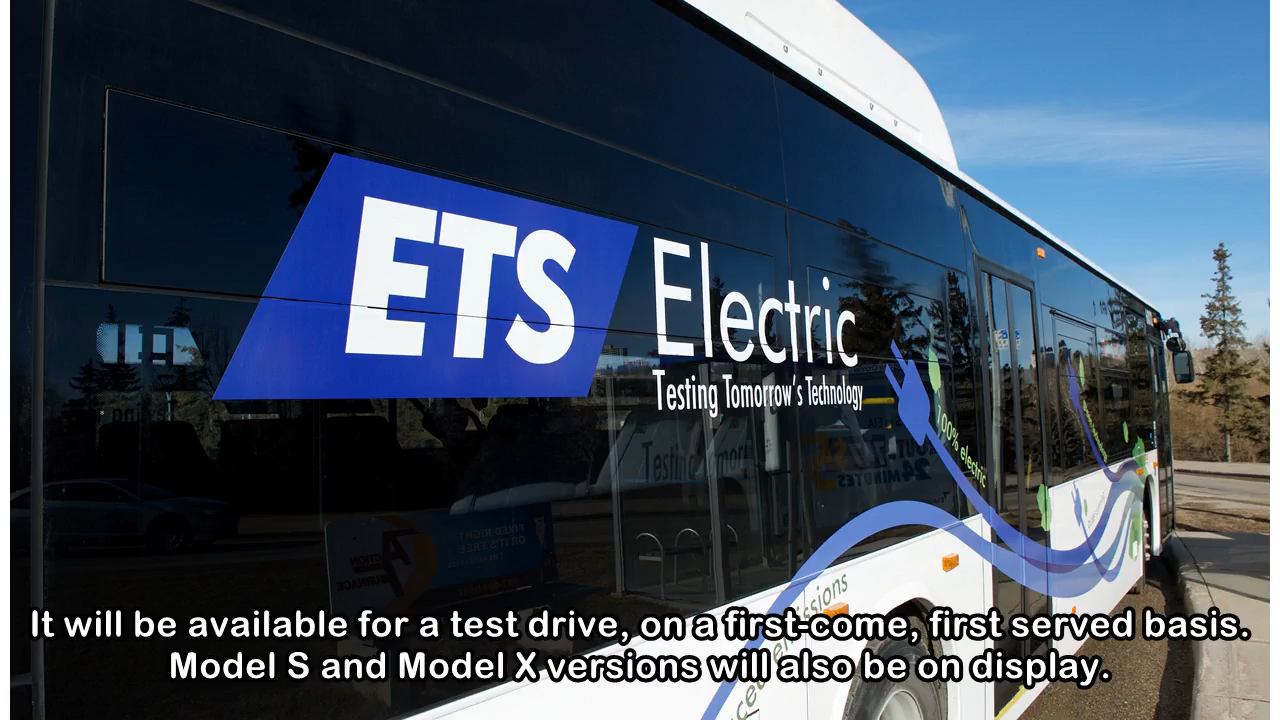 ETS
Electric
Testing Tomorrow's Technology
100% electric
It will be available for a test drive, on a first-come, first served basis.
Model S and Model X versions will also be on display.